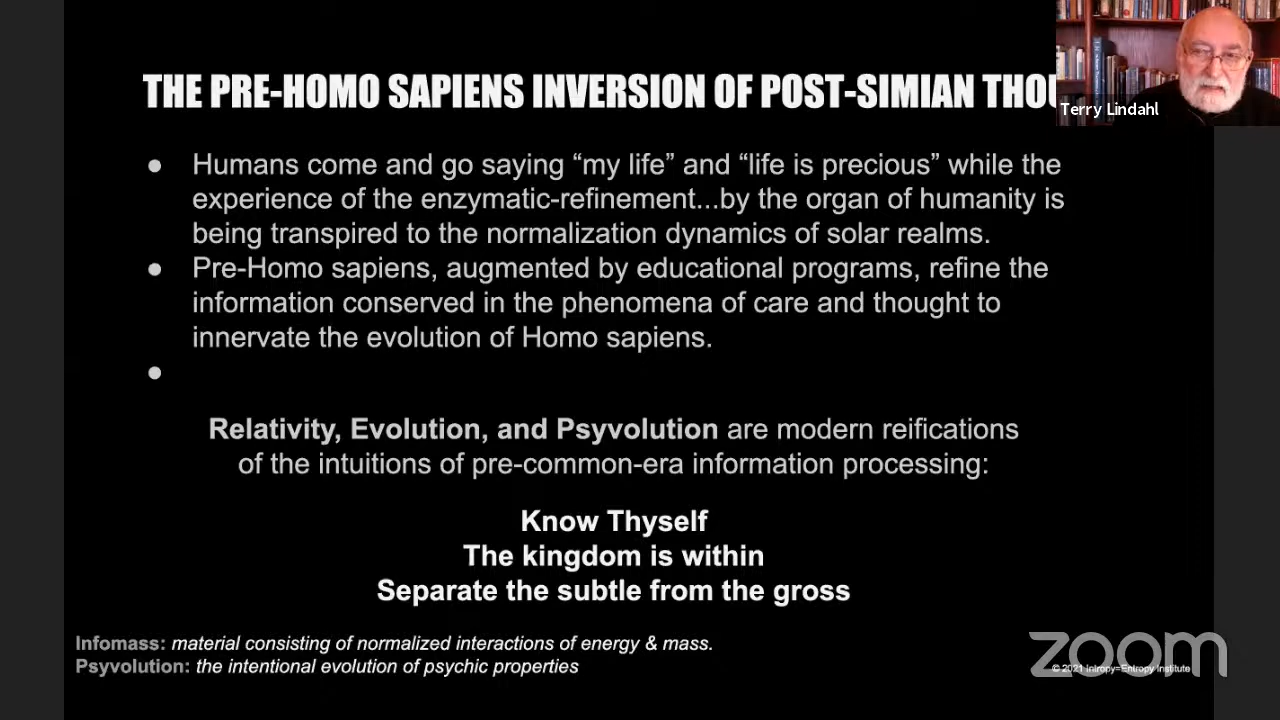 THE PRE-HOMO SAPIENS INVERSION OF POST-SIMIAN THOU
Terry Lindahl
● Humans come and go saying “my life” and “life is precious” while the
experience of the enzymatic-refinement...by the organ of humanity is
being transpired to the normalization dynamics of solar realms.
● Pre-Homo sapiens, augmented by educational programs, refine the
information conserved in the phenomena of care and thought to
innervate the evolution of Homo sapiens.
●
Relativity, Evolution, and Psyvolution are modern reifications
of the intuitions of pre-common-era information processing:
Know Thyself
The kingdom is within
Separate the subtle from the gross
Infomass: material consisting of normalized interactions of energy & mass.
Psyvolution: the intentional evolution of psychic properties
zoom
© 2021 Intropy=Entropy Institute